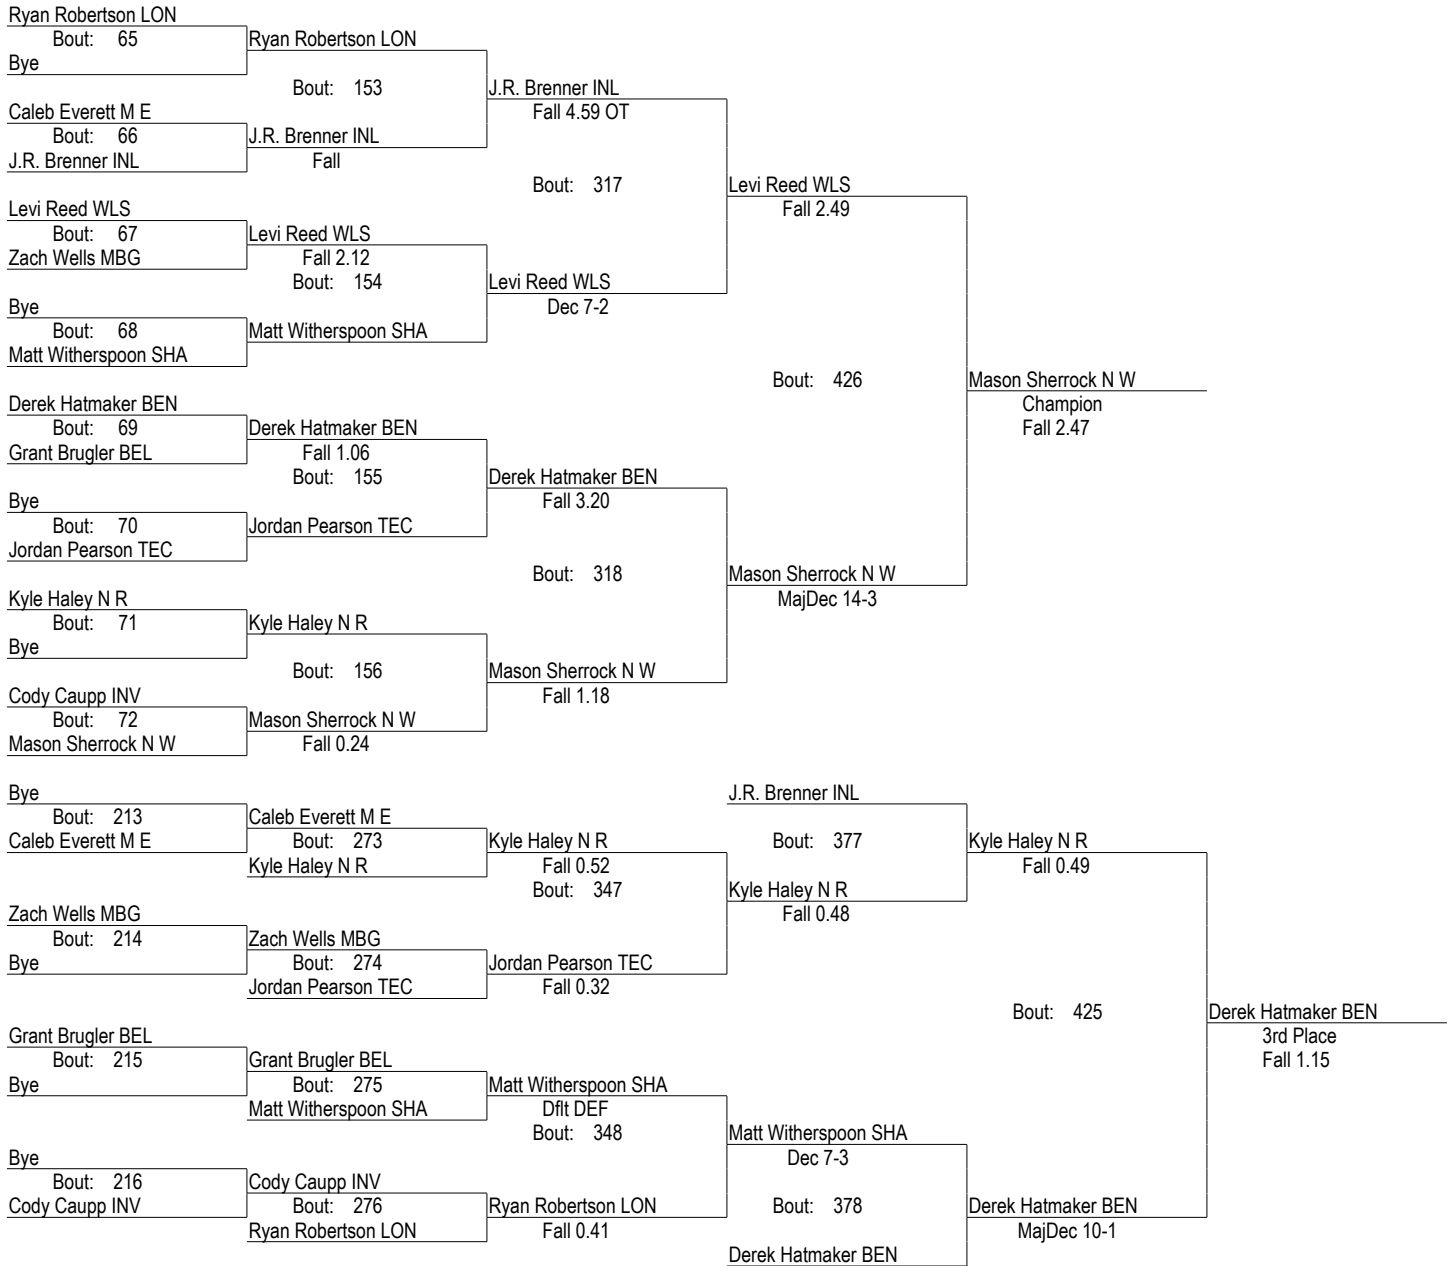 Ryan Robertson LON
Bout: 65
Ryan Robertson LON
Bye
Bout: 153
J.R. Brenner INL
Caleb Everett M E
Fall 4.59 OT
Bout: 66
J.R. Brenner INL
J.R. Brenner INL
Fall
Bout: 317
Levi Reed WLS
Levi Reed WLS
Fall 2.49
Bout: 67
Levi Reed WLS
Zach Wells MBG
Fall 2.12
Bout: 154
Levi Reed WLS
Bye
Dec 7-2
Bout: 68
Matt Witherspoon SHA
Matt Witherspoon SHA
Bout: 426
Mason Sherrock N W
Derek Hatmaker BEN
Champion
Bout: 69
Derek Hatmaker BEN
Fall 2.47
Grant Brugler BEL
Fall 1.06
Bout: 155
Derek Hatmaker BEN
Bye
Fall 3.20
Bout: 70
Jordan Pearson TEC
Jordan Pearson TEC
Bout: 318
Mason Sherrock N W
Kyle Haley N R
MajDec 14-3
Bout: 71
Kyle Haley N R
Bye
Bout: 156
Mason Sherrock N W
Cody Caupp INV
Fall 1.18
Bout: 72
Mason Sherrock N W
Mason Sherrock N W
Fall 0.24
Bye
J.R. Brenner INL
Bout: 213
Caleb Everett M E
Caleb Everett M E
Bout: 273
Kyle Haley N R
Bout: 377
Kyle Haley N R
Kyle Haley N R
Fall 0.52
Fall 0.49
Bout: 347
Kyle Haley N R
Zach Wells MBG
Fall 0.48
Bout: 214
Zach Wells MBG
Bye
Bout: 274
Jordan Pearson TEC
Jordan Pearson TEC
Fall 0.32
Bout: 425
Derek Hatmaker BEN
Grant Brugler BEL
3rd Place
Bout: 215
Grant Brugler BEL
Fall 1.15
Bye
Bout: 275
Matt Witherspoon SHA
Matt Witherspoon SHA
Dflt DEF
Bout: 348
Matt Witherspoon SHA
Bye
Dec 7-3
Bout: 216
Cody Caupp INV
Cody Caupp INV
Bout: 276
Ryan Robertson LON
Bout: 378
Derek Hatmaker BEN
Ryan Robertson LON
Fall 0.41
MajDec 10-1
Derek Hatmaker BEN